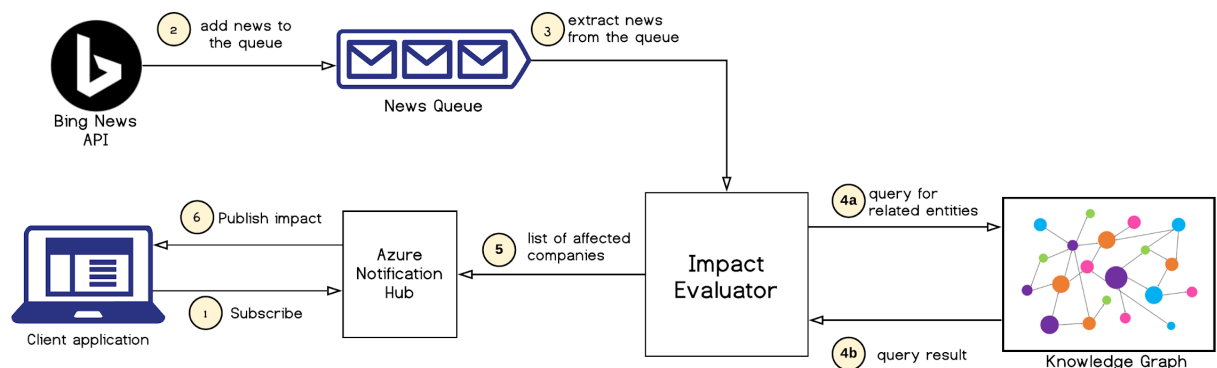 2
add news to
the queue
3
extract news
from the queue
News Queue
Bing News
API
4a
query for
related entities
6
Publish impact
5
list of affected
companies
Azure
Notification
Hub
Impact
Evaluator
1
Subscribe
Client application
4b
query result
Knowledge Graph